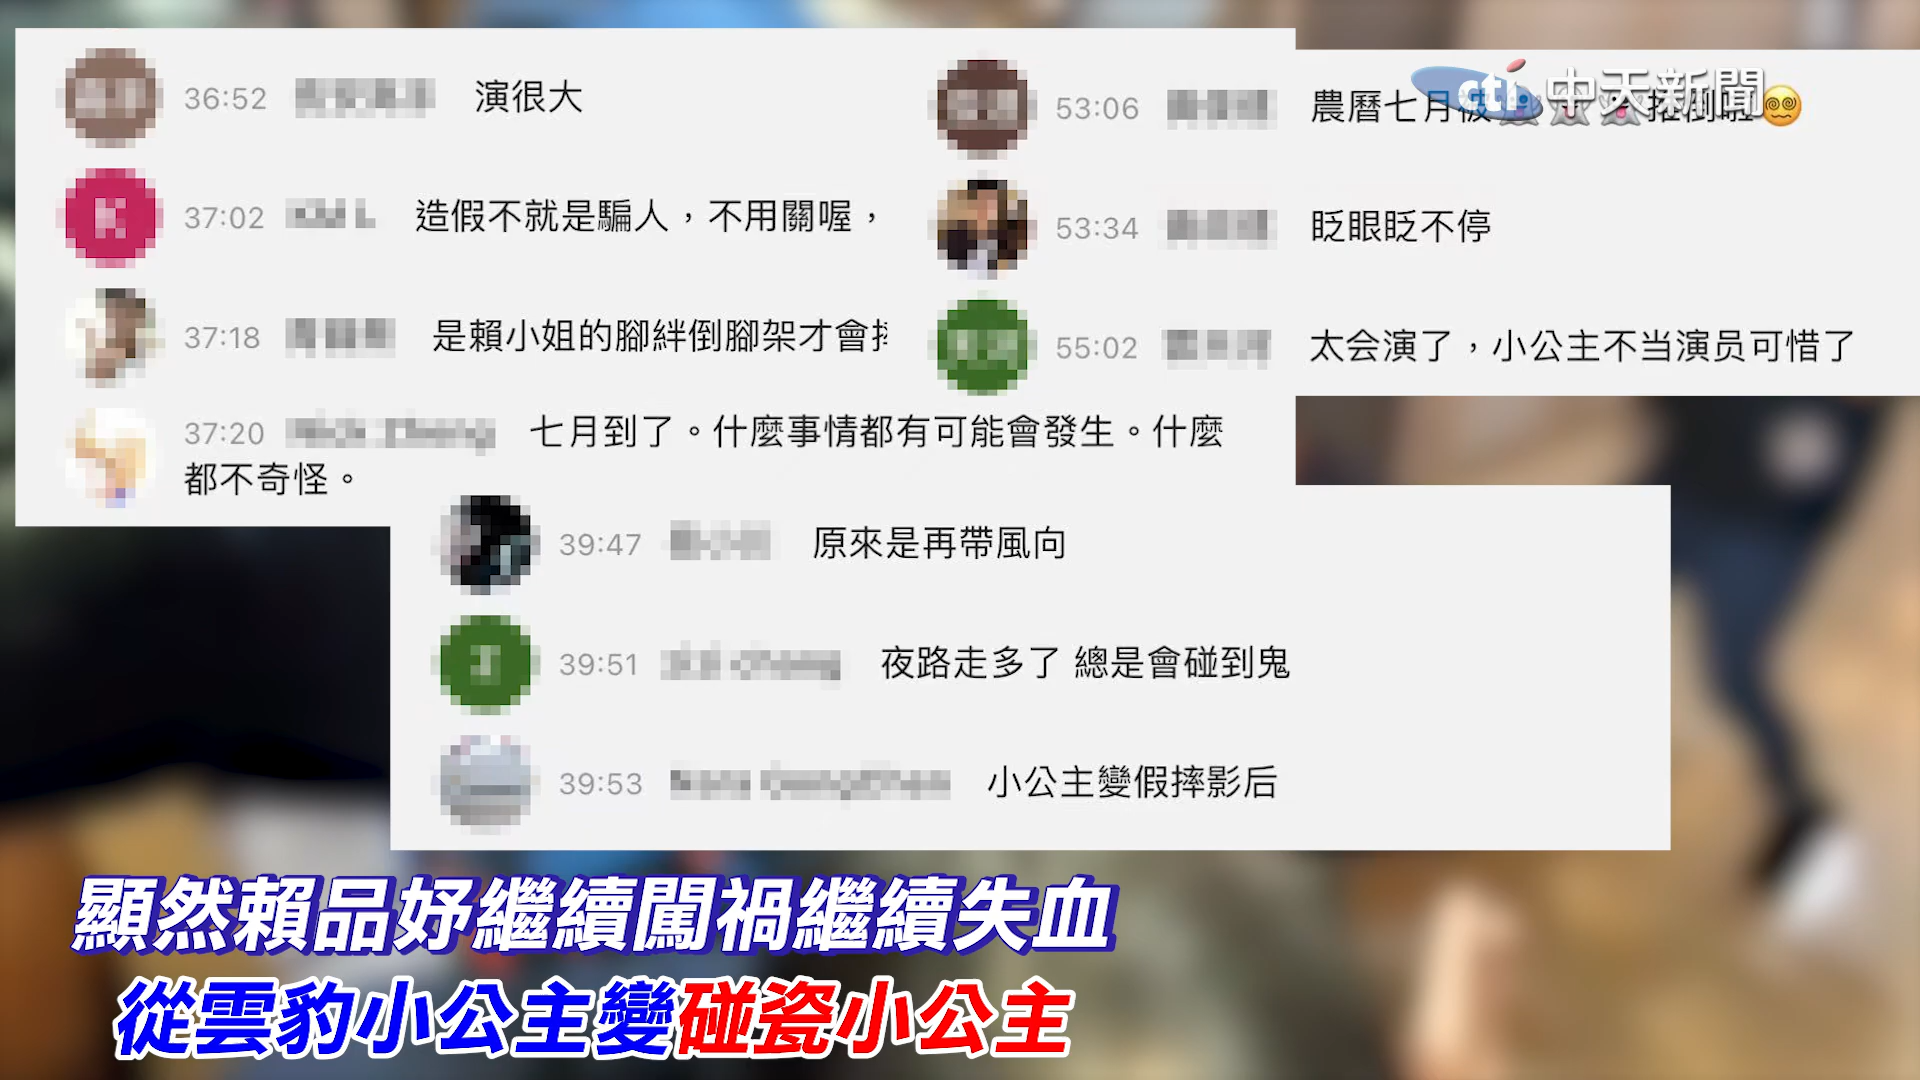 36:52 演很大
37:02 造假不就是騙人，不用關喔，
37:18 是賴小姐的腳絆倒腳架才會
37:20 七月到了。什麼事情都有可能會發生。什麼
都不奇怪。
53:06 農曆七月被
53:34 眨眼眨不停
55:02 太会演了，小公主不当演员可惜了
cti 中天新聞
39:47 原來是再帶風向
39:51 夜路走多了 總是會碰到鬼
39:53 小公主變假摔影后
顯然賴品妤繼續闖禍繼續失血
從雲豹小公主變碰瓷小公主